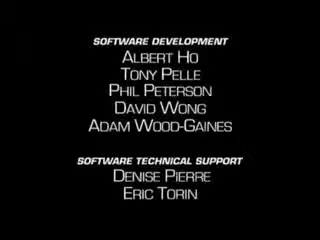 SOFTWARE DEVELOPMENT
ALBERT HO
TONY PELLE
PHIL PETERSON
DAVID WONG
ADAM WOOD-GAINES
SOFTWARE TECHNICAL SUPPORT
DENISE PIERRE
ERIC TORIN